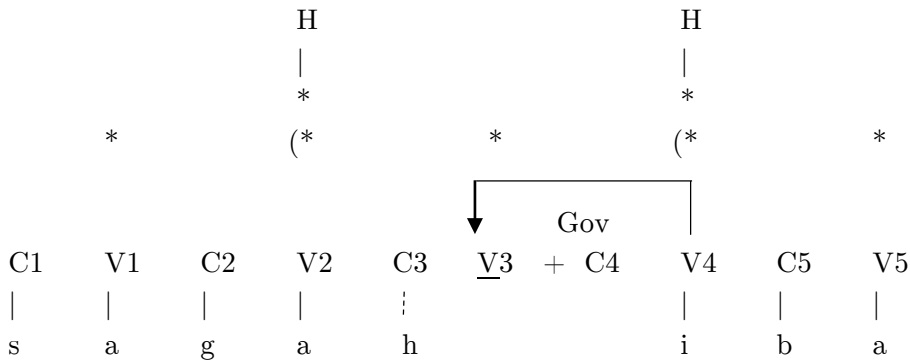 H H
* *
* (* * (* *
Gov
C1 V1 C2 V2 C3 V3 + C4 V4 C5 V5
s a g a h i b a